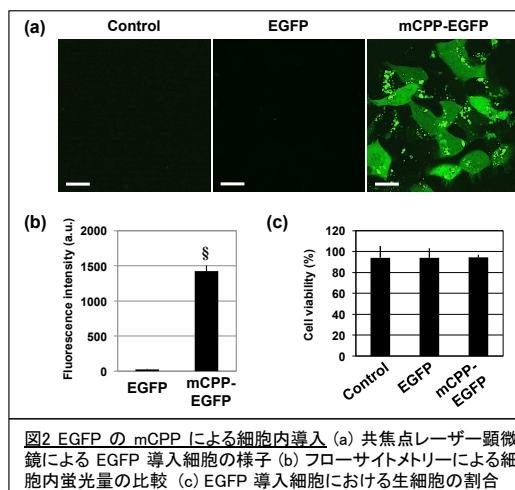 (a)
Control EGFP mCPP-EGFP
(b)
Fluorescence intensity (a.u.)
2000
1500
1000
500
0
§
EGFP
mCPP-
EGFP
(c)
Cell viability (%)
120
100
80
60
40
20
0
Control
EGFP
mCPP-
EGFP
図2 EGFP の mCPP による細胞内導入 (a) 共焦点レーザー顕微
鏡による EGFP 導入細胞の様子 (b) フローサイトメトリーによる細
胞内蛍光量の比較 (c) EGFP 導入細胞における生細胞の割合